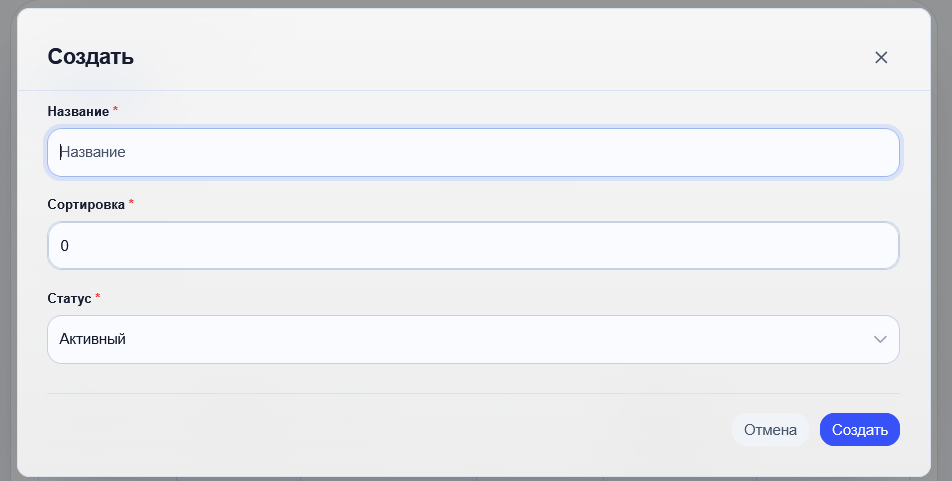 Создать
Название *
Название
Сортировка *
0
Статус *
Активный
Отмена Создать